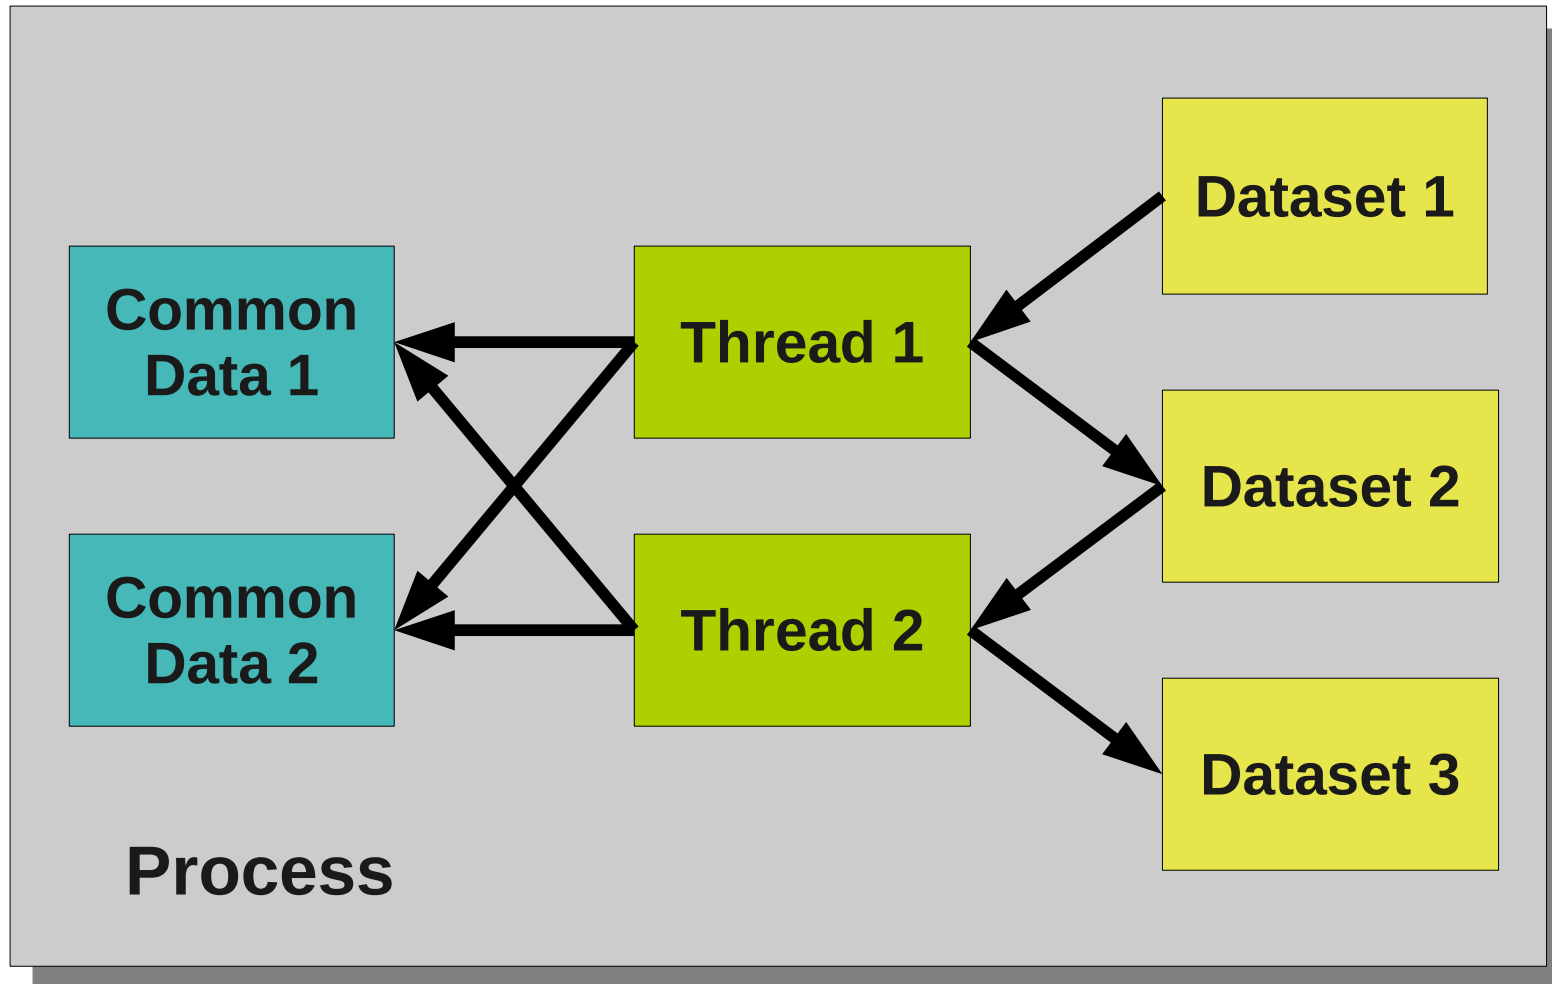 Dataset 1
Common
Data 1
Thread 1
Dataset 2
Common
Data 2
Thread 2
Dataset 3
Process